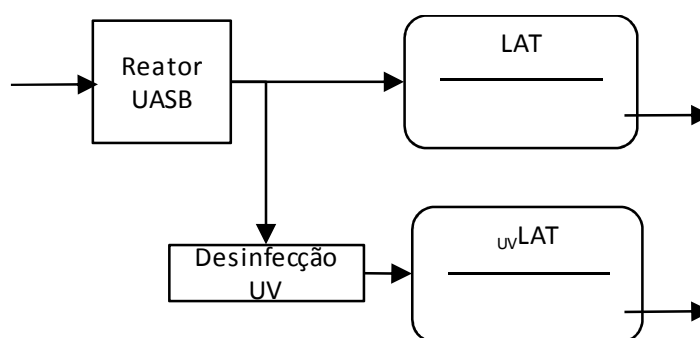 Reator
UASB
LAT
Desinfecção
UV
UVLAT